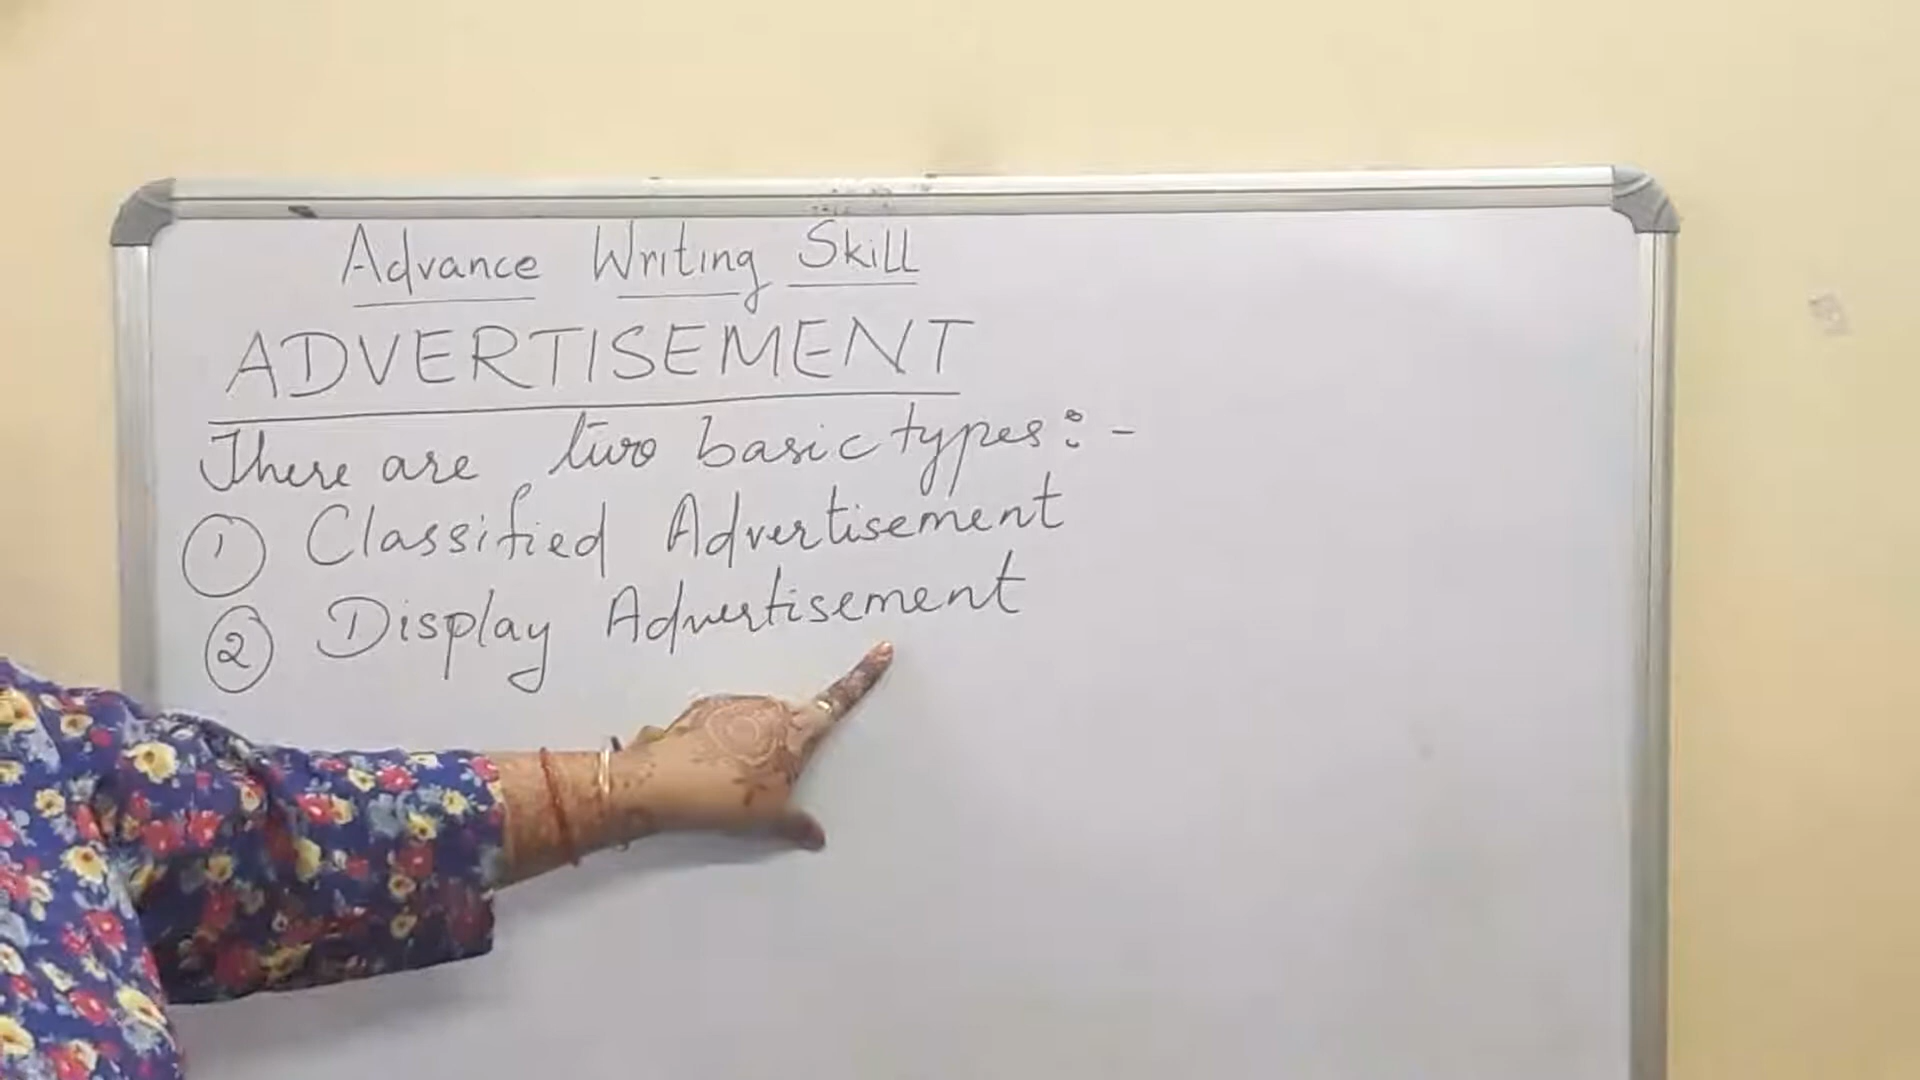 Advance Writing Skill
ADVERTISEMENT
There are two basic types:-
① Classified Advertisement
② Display Advertisement